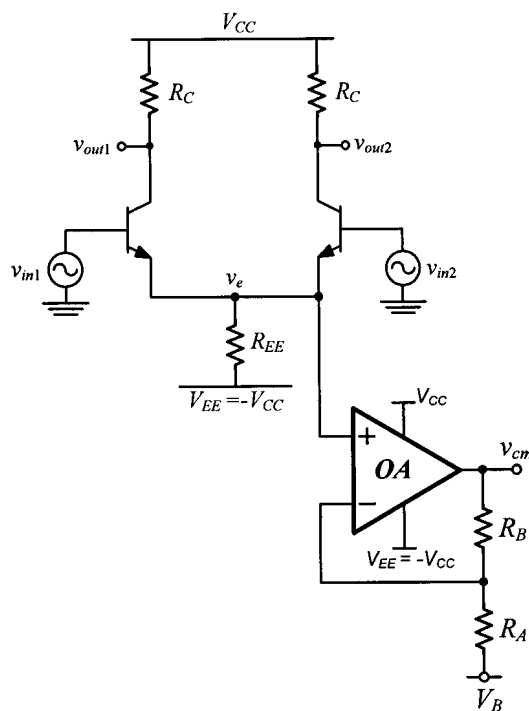 V_CC
R_C
R_C
v_out1
v_out2
v_in1
v_in2
v_e
R_EE
V_EE =-V_CC
V_CC
+
OA
−
v_cm
R_B
V_EE = -V_CC
R_A
V_B